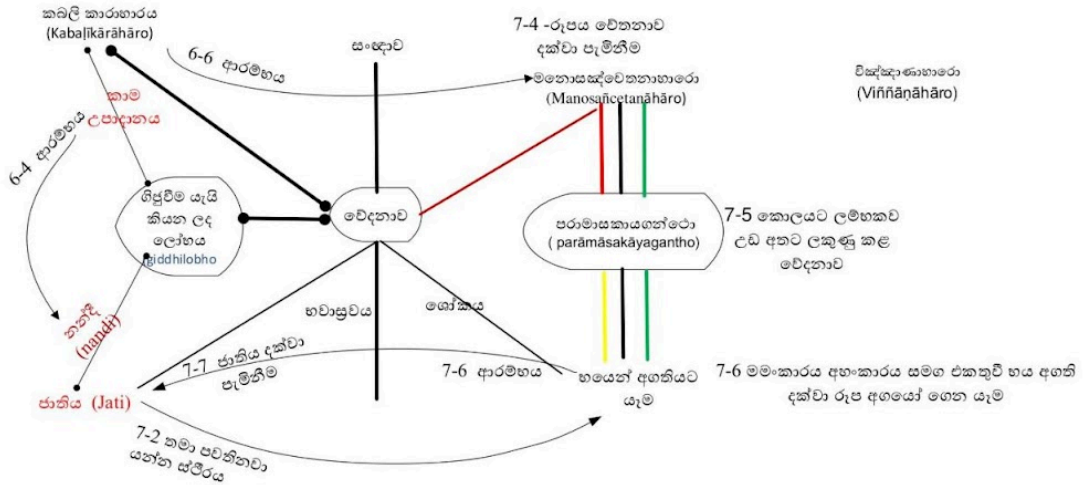 කබලි කාරාහාරය
(Kabaḷīkārāhāro)
6-6 ආරම්භය
සංඥාව
7-4 -රූපය චේතනාව
දක්වා පැමිනීම
මනොසඤ්චේතනාහාරො
(Manosañcetanāhāro)
විඤ්ඤාණාහාරො
(Viññāṇāhāro)
කාම
උපාදානය
6-4 ආරම්භය
ගිජුවීම යැයි
කියන ලද
ලෝභය
giddhilobho
වේදනාව
පරාමාසකායගන්ථො
( parāmāsakāyagantho)
7-5 කොලයට ලම්භකව
උඩ අතට ලකුණු කළ
වේදනාව
නන්දි
(nandi)
භවාස්‍රවය
ශෝකය
7-7 ජාතිය දක්වා
පැමිනීම
7-6 ආරම්භය
භයෙන් අගතියට
යෑම
7-6 මමංකාරය අහංකාරය සමග එකතුවී භය අගති
දක්වා රූප අගයෝ ගෙන යෑම
ජාතිය (Jati)
7-2 තමා පවතිනවා
යන්න ස්ථීරය